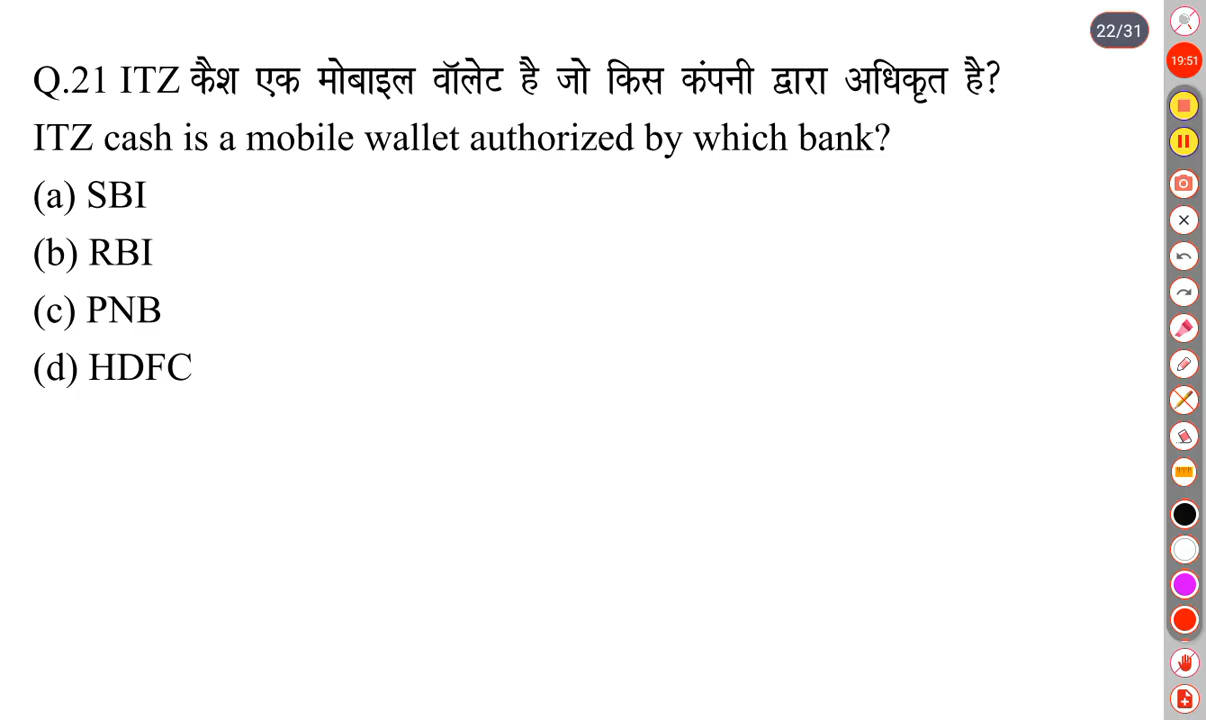 22/31
19:51
Q.21 ITZ कैश एक मोबाइल वॉलेट है जो किस कंपनी द्वारा अधिकृत है?
ITZ cash is a mobile wallet authorized by which bank?
(a) SBI
(b) RBI
(c) PNB
(d) HDFC